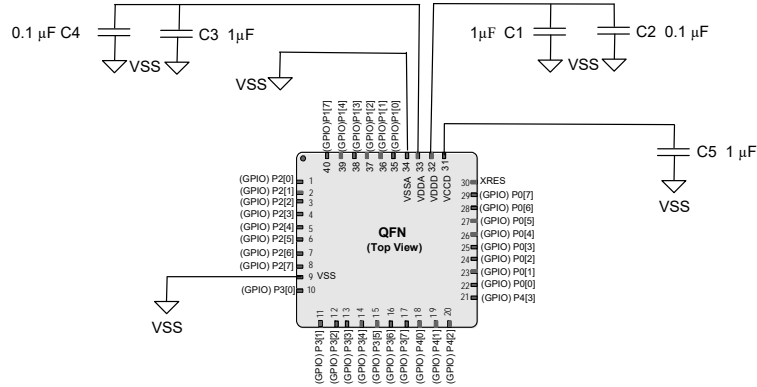 0.1 µF C4
C3 1µF
1µF C1
C2 0.1 µF
VSS
VSS
VSS
C5 1 µF
VSS
(GPIO)P1[7]
(GPIO)P1[4]
(GPIO)P1[3]
(GPIO)P1[2]
(GPIO)P1[1]
(GPIO)P1[0]
40
39
38
37
36
35
34
33
32
31
VSSA
VDDA
VDDD
VCCD
QFN
(Top View)
(GPIO) P2[0] 1
(GPIO) P2[1] 2
(GPIO) P2[2] 3
(GPIO) P2[3] 4
(GPIO) P2[4] 5
(GPIO) P2[5] 6
(GPIO) P2[6] 7
(GPIO) P2[7] 8
9 VSS
(GPIO) P3[0] 10
VSS
30 XRES
29 (GPIO) P0[7]
28 (GPIO) P0[6]
27 (GPIO) P0[5]
26 (GPIO) P0[4]
25 (GPIO) P0[3]
24 (GPIO) P0[2]
23 (GPIO) P0[1]
22 (GPIO) P0[0]
21 (GPIO) P4[3]
11
12
13
14
15
16
17
18
19
20
(GPIO) P3[1]
(GPIO) P3[2]
(GPIO) P3[3]
(GPIO) P3[4]
(GPIO) P3[5]
(GPIO) P3[6]
(GPIO) P3[7]
(GPIO) P4[0]
(GPIO) P4[1]
(GPIO) P4[2]